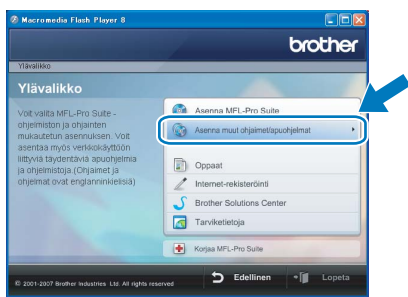 Macromedia Flash Player 8
brother
Ylävalikko
Ylävalikko
Voit valita MFL-Pro Suite -
ohjelmiston ja ohjainten
mukautetun asennuksen. Voit
asentaa myös verkkokäyttöön
liittyviä täydentäviä apuohjelmia
ja ohjelmistoja.(Ohjaimet ja
ohjelmat ovat englanninkielisiä)
Asenna MFL-Pro Suite
Asenna muut ohjaimet/apuohjelmat
Oppaat
Internet-rekisteröinti
Brother Solutions Center
Tarviketietoja
Korjaa MFL-Pro Suite
© 2001-2007 Brother Industries Ltd. All rights reserved
Edellinen
Lopeta